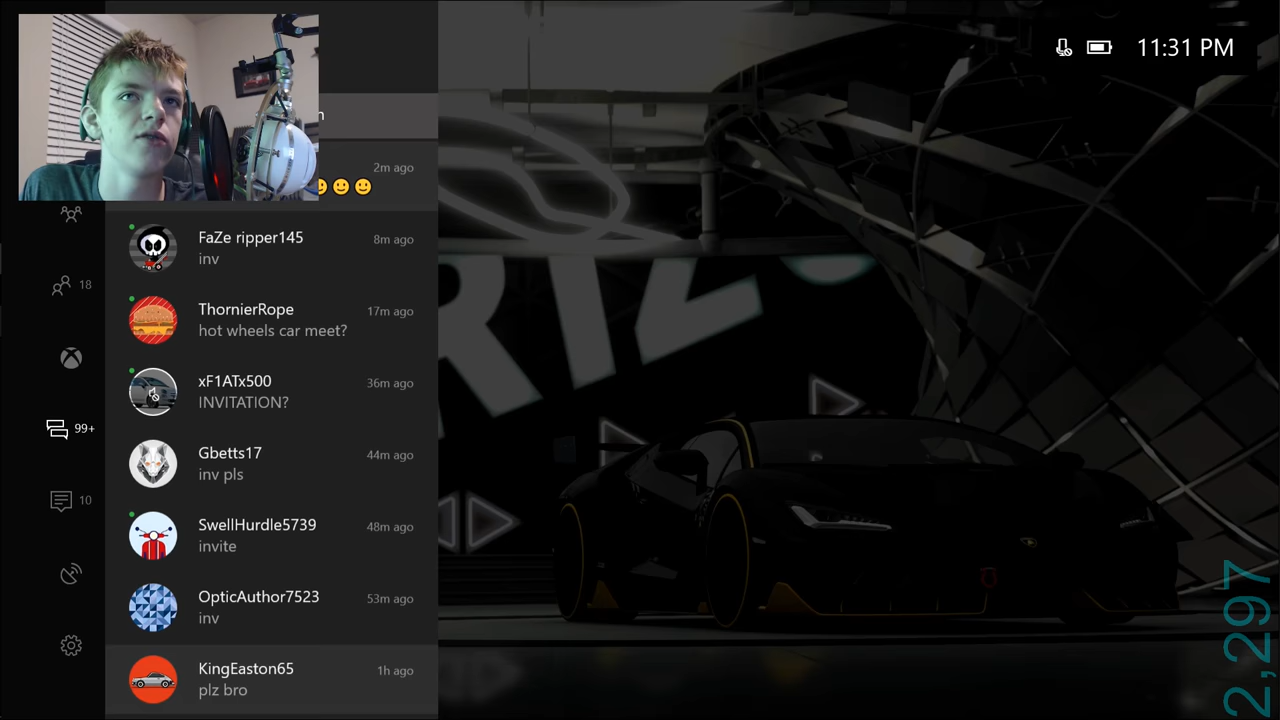 11:31 PM
n
2m ago
FaZe ripper145
8m ago
inv
18
ThornierRope
17m ago
hot wheels car meet?
xF1ATx500
36m ago
INVITATION?
99+
Gbetts17
44m ago
inv pls
10
SwellHurdle5739
48m ago
invite
OpticAuthor7523
53m ago
inv
KingEaston65
1h ago
plz bro
2,297